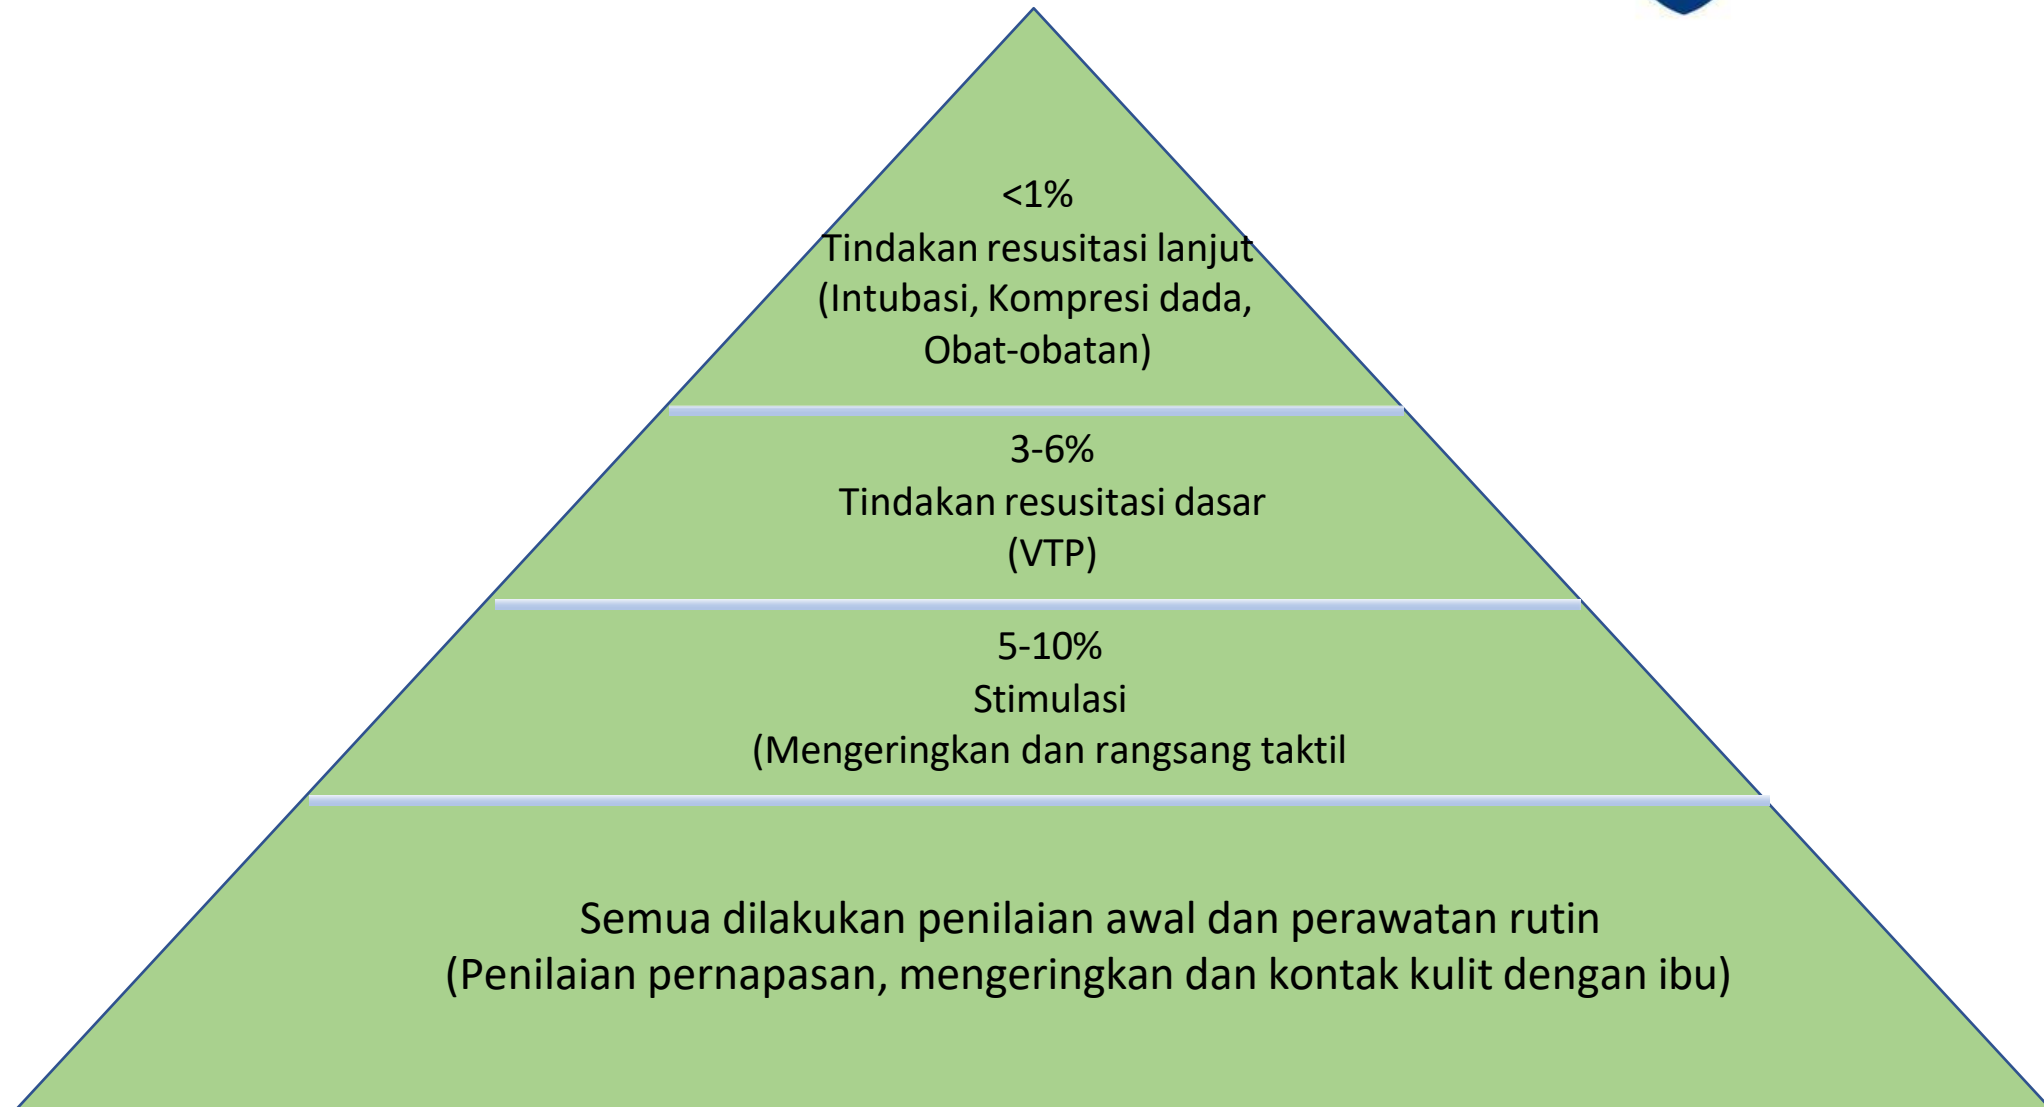 <1%
Tindakan resusitasi lanjut
(Intubasi, Kompresi dada,
Obat-obatan)
3-6%
Tindakan resusitasi dasar
(VTP)
5-10%
Stimulasi
(Mengeringkan dan rangsang taktil
Semua dilakukan penilaian awal dan perawatan rutin
(Penilaian pernapasan, mengeringkan dan kontak kulit dengan ibu)